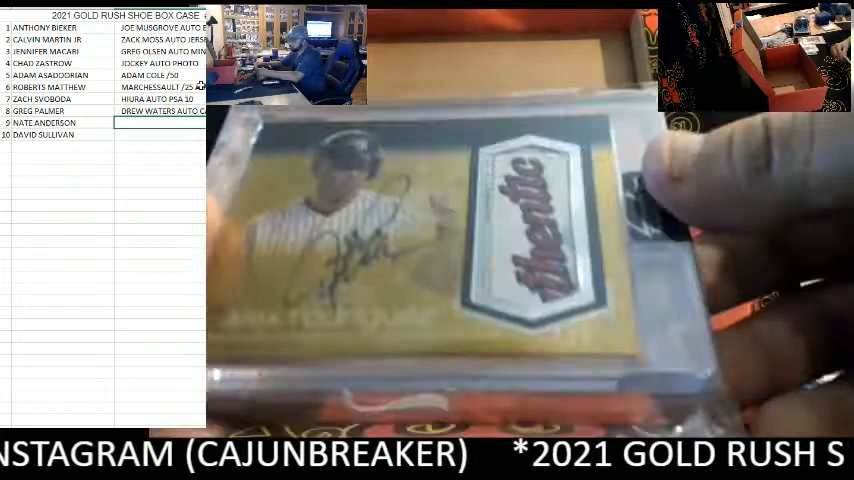 2021 GOLD RUSH SHOE BOX CASE
1 ANTHONY BIEKER JOE MUSGROVE AUTO
2 CALVIN MARTIN JR ZACK MOSS AUTO JERSE
3 JENNIFER MACARI GREG OLSEN AUTO MIN
4 CHAD ZASTROW JOCKEY AUTO PHOTO
5 ADAM ASADOORIAN ADAM COLE /50
6 ROBERTS MATTHEW MARCHESSAULT /25 A
7 ZACH SVOBODA HIURA AUTO PSA 10
8 GREG PALMER DREW WATERS AUTO CA
9 NATE ANDERSON
10 DAVID SULLIVAN
thentic
NSTAGRAM (CAJUNBREAKER) *2021 GOLD RUSH S